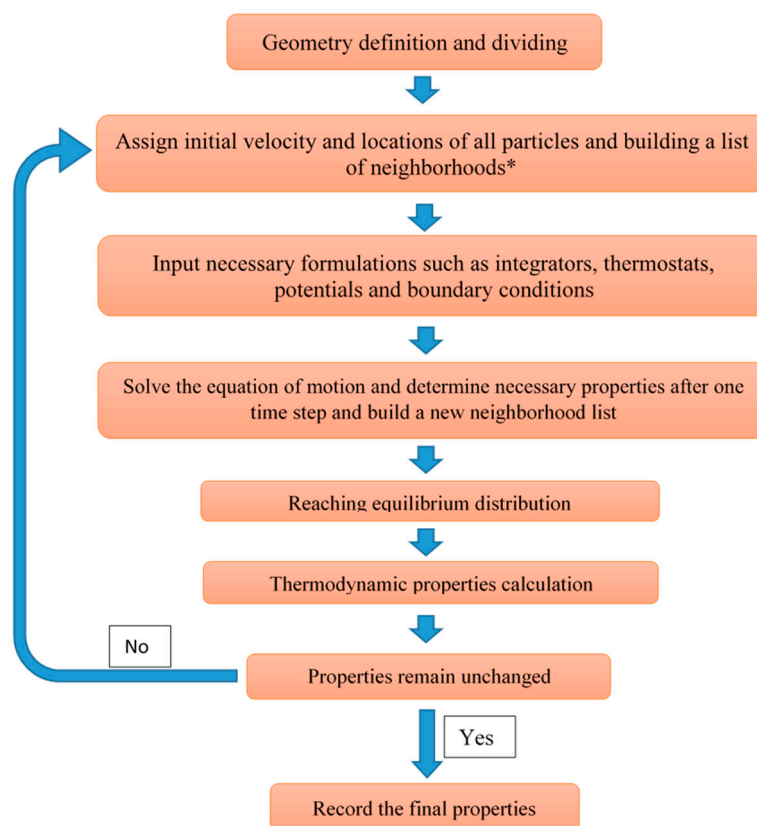 Geometry definition and dividing
Assign initial velocity and locations of all particles and building a list
of neighborhoods*
Input necessary formulations such as integrators, thermostats,
potentials and boundary conditions
Solve the equation of motion and determine necessary properties after one
time step and build a new neighborhood list
Reaching equilibrium distribution
Thermodynamic properties calculation
No
Properties remain unchanged
Yes
Record the final properties